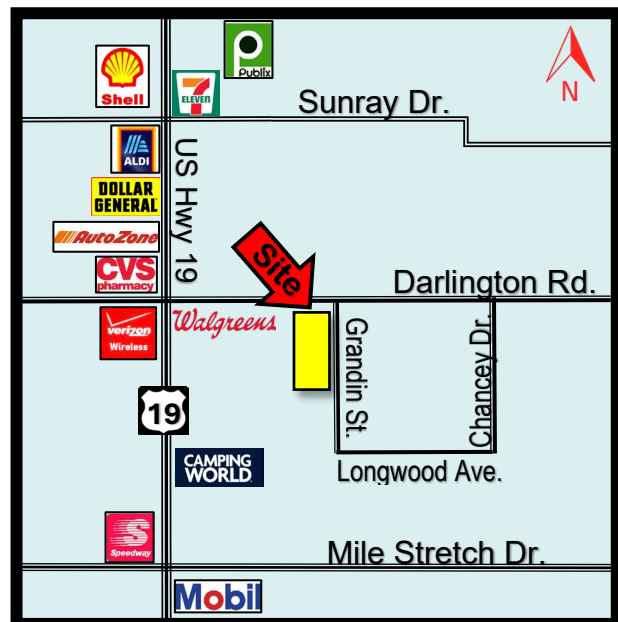 Publix
Shell
7
ELEVEN
Sunray Dr.
N
ALDI
DOLLAR
GENERAL
US Hwy 19
AutoZone
CVS
pharmacy
Site
Darlington Rd.
verizon
Wireless
Walgreens
Grandin St.
Chancey Dr.
19
CAMPING
WORLD
Longwood Ave.
S
Speedway
Mile Stretch Dr.
Mobil